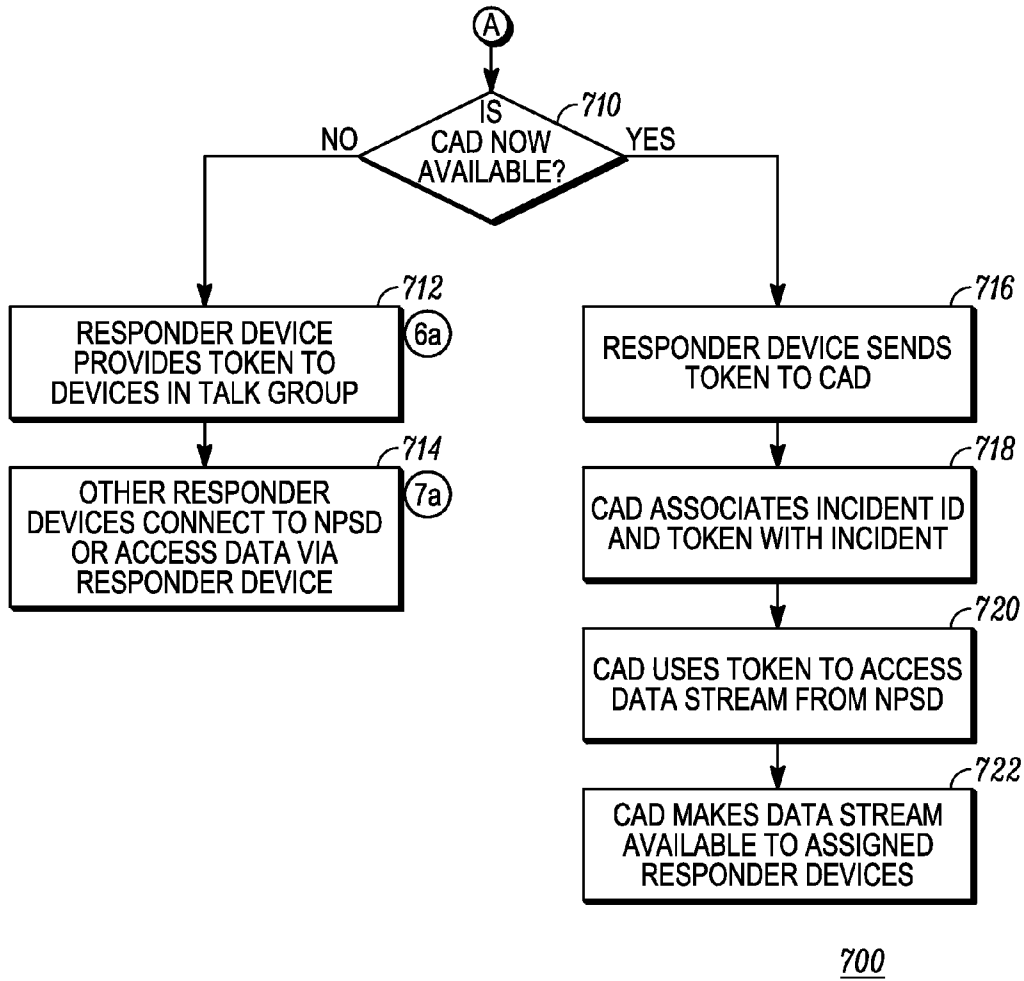 A
710
IS
CAD NOW
AVAILABLE?
NO
YES
712
6a
RESPONDER DEVICE
PROVIDES TOKEN TO
DEVICES IN TALK GROUP
714
7a
OTHER RESPONDER
DEVICES CONNECT TO NPSD
OR ACCESS DATA VIA
RESPONDER DEVICE
716
RESPONDER DEVICE SENDS
TOKEN TO CAD
718
CAD ASSOCIATES INCIDENT ID
AND TOKEN WITH INCIDENT
720
CAD USES TOKEN TO ACCESS
DATA STREAM FROM NPSD
722
CAD MAKES DATA STREAM
AVAILABLE TO ASSIGNED
RESPONDER DEVICES
700